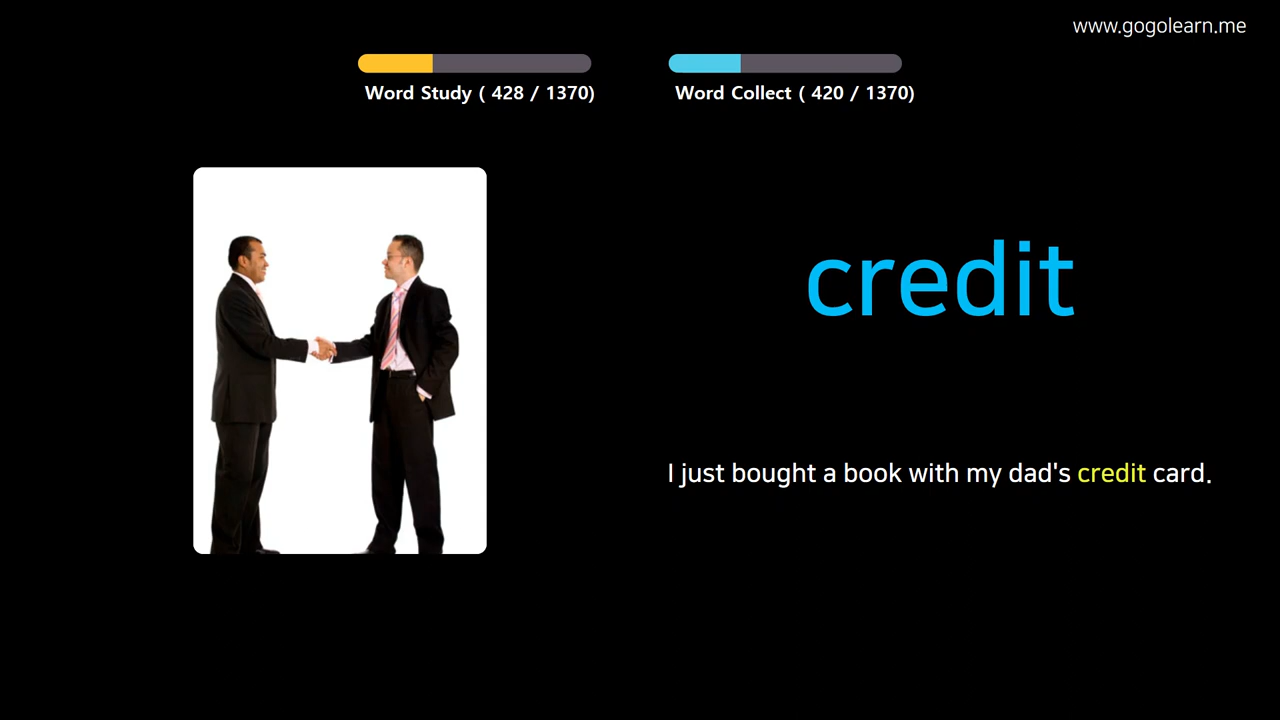 www.gogolearn.me
Word Study ( 428 / 1370)
Word Collect ( 420 / 1370)
credit
I just bought a book with my dad's credit card.